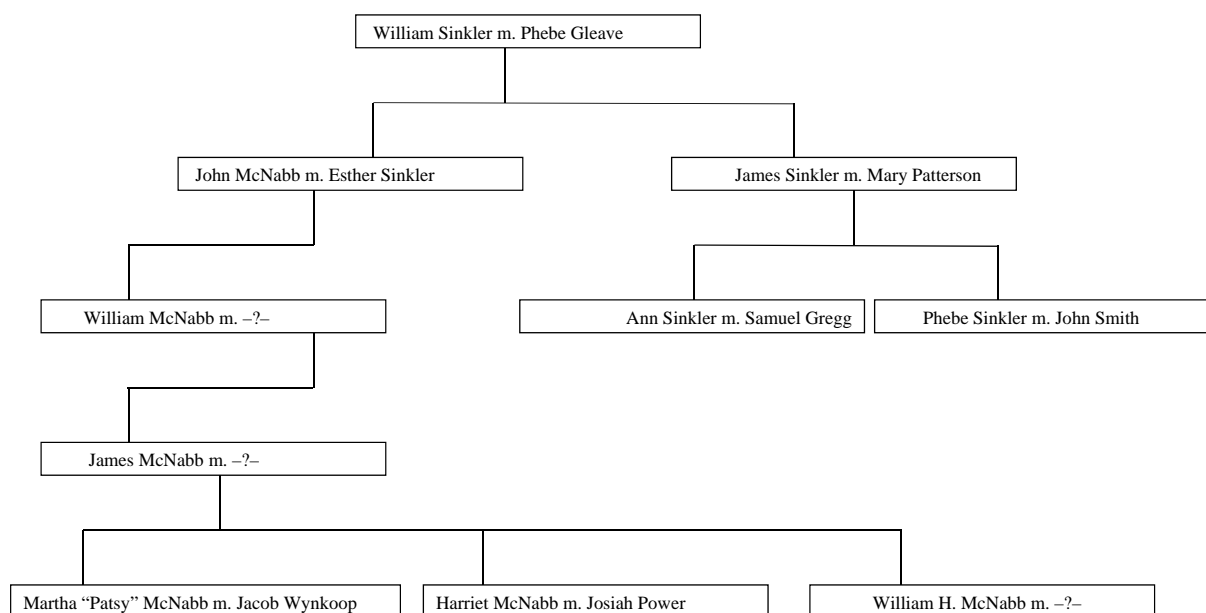 William Sinkler m. Phebe Gleave
John McNabb m. Esther Sinkler
James Sinkler m. Mary Patterson
William McNabb m. –?–
Ann Sinkler m. Samuel Gregg
Phebe Sinkler m. John Smith
James McNabb m. –?–
Martha “Patsy” McNabb m. Jacob Wynkoop
Harriet McNabb m. Josiah Power
William H. McNabb m. –?–